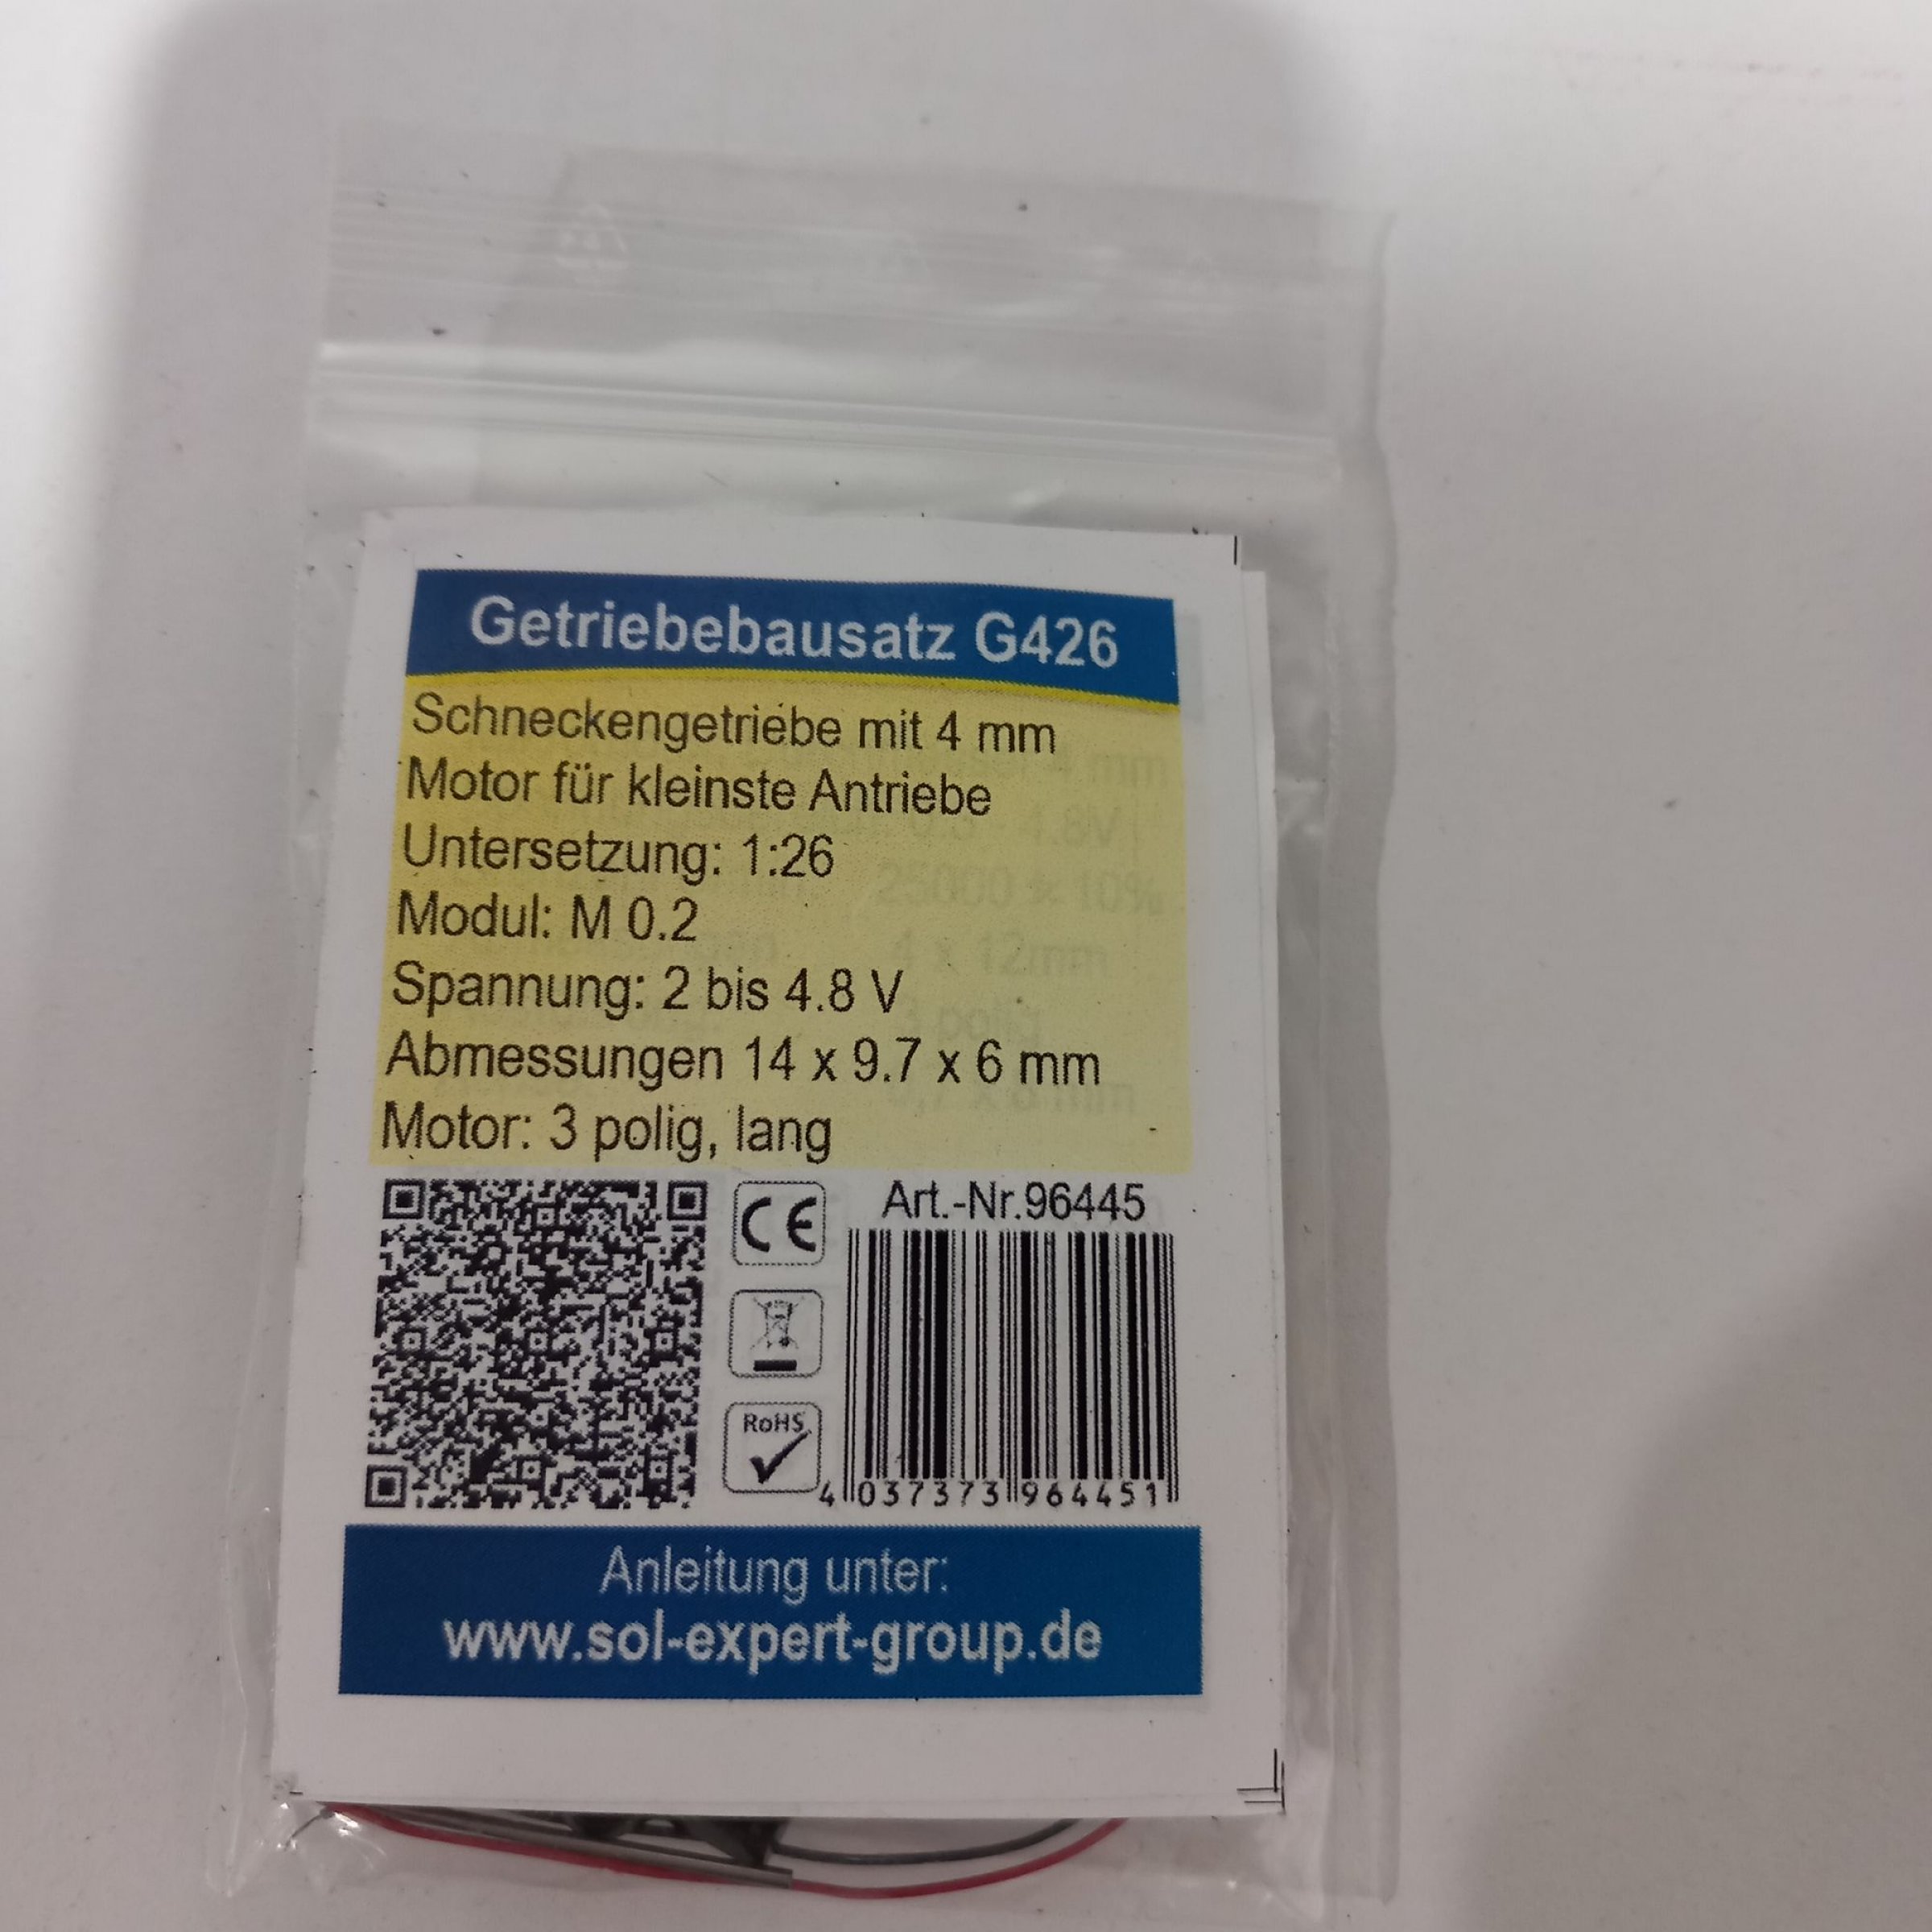 Getriebebausatz G426
Schneckengetriebe mit 4 mm
Motor für kleinste Antriebe
Untersetzung: 1:26
Modul: M 0.2
Spannung: 2 bis 4.8 V
Abmessungen 14 x 9.7 x 6 mm
Motor: 3 polig, lang
CE
Art.-Nr.96445
RoHS
4 037373 964451
Anleitung unter:
www.sol-expert-group.de